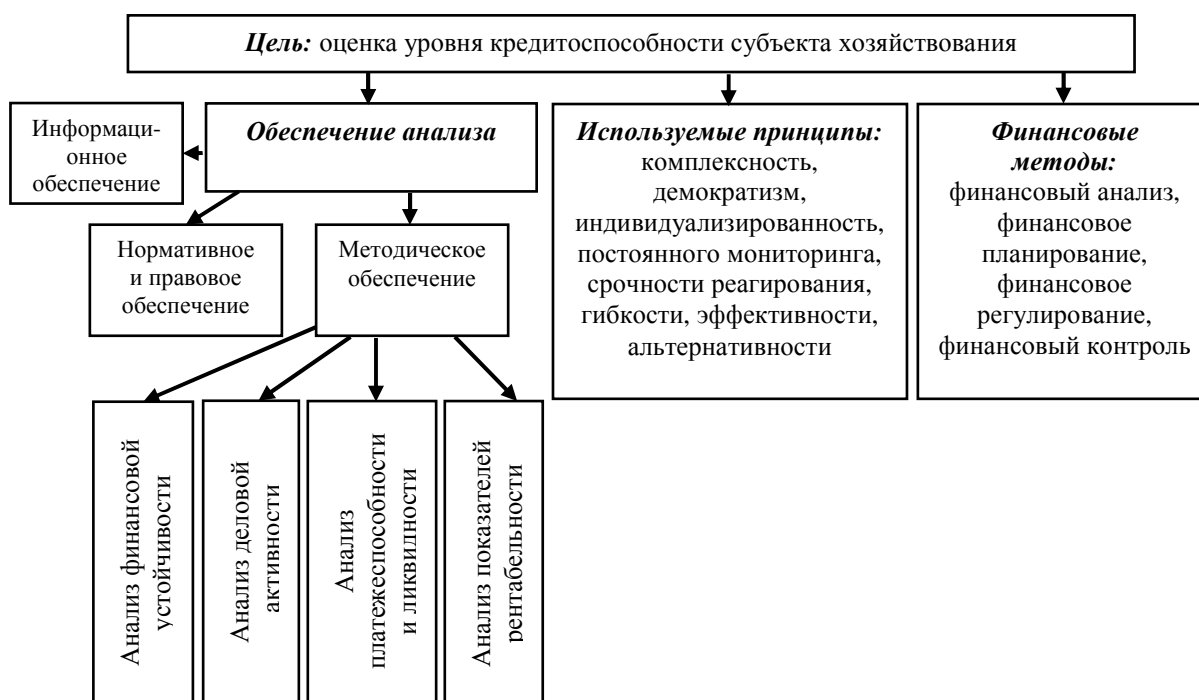 Цель: оценка уровня кредитоспособности субъекта хозяйствования
Информаци-
онное
обеспечение
Обеспечение анализа
Нормативное
и правовое
обеспечение
Методическое
обеспечение
Анализ финансовой
устойчивости
Анализ деловой
активности
Анализ
платежеспособности
и ликвидности
Анализ показателей
рентабельности
Используемые принципы:
комплексность,
демократизм,
индивидуализированность,
постоянного мониторинга,
срочности реагирования,
гибкости, эффективности,
альтернативности
Финансовые
методы:
финансовый анализ,
финансовое
планирование,
финансовое
регулирование,
финансовый контроль